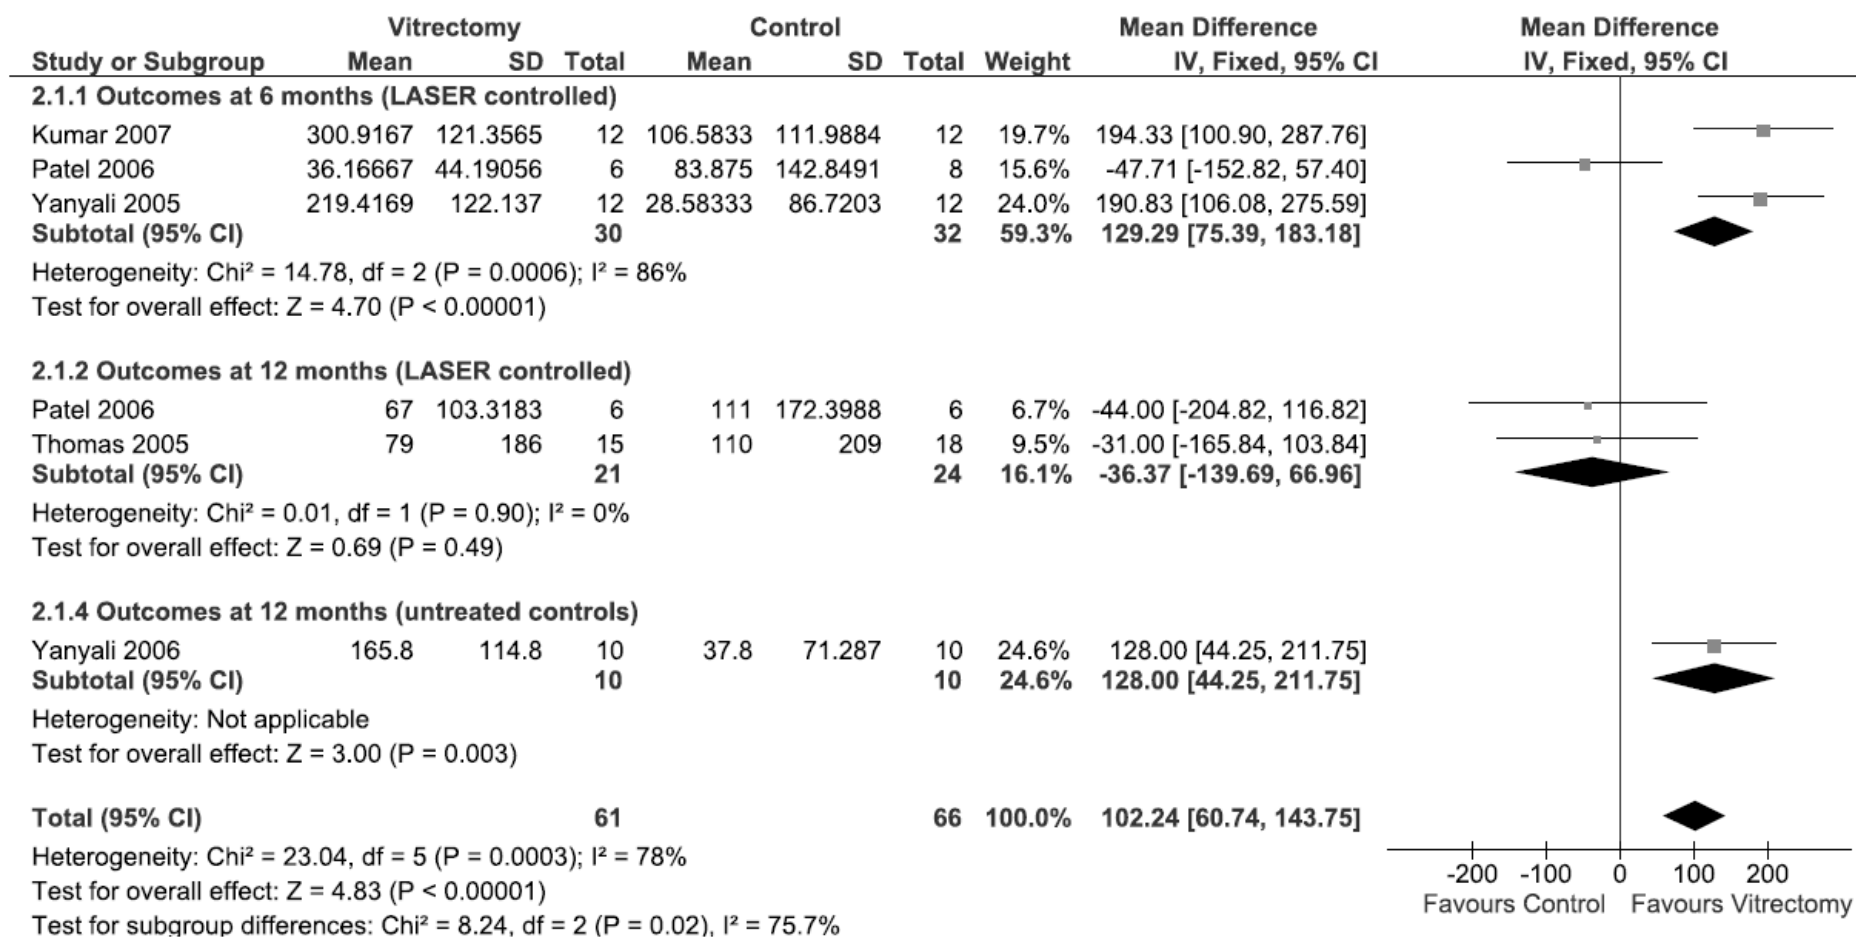 Vitrectomy Control Mean Difference Mean Difference
Study or Subgroup Mean SD Total Mean SD Total Weight IV, Fixed, 95% CI IV, Fixed, 95% CI
2.1.1 Outcomes at 6 months (LASER controlled)
Kumar 2007 300.9167 121.3565 12 106.5833 111.9884 12 19.7% 194.33 [100.90, 287.76]
Patel 2006 36.16667 44.19056 6 83.875 142.8491 8 15.6% -47.71 [-152.82, 57.40]
Yanyali 2005 219.4169 122.137 12 28.58333 86.7203 12 24.0% 190.83 [106.08, 275.59]
Subtotal (95% CI) 30 32 59.3% 129.29 [75.39, 183.18]
Heterogeneity: Chi² = 14.78, df = 2 (P = 0.0006); I² = 86%
Test for overall effect: Z = 4.70 (P < 0.00001)
2.1.2 Outcomes at 12 months (LASER controlled)
Patel 2006 67 103.3183 6 111 172.3988 6 6.7% -44.00 [-204.82, 116.82]
Thomas 2005 79 186 15 110 209 18 9.5% -31.00 [-165.84, 103.84]
Subtotal (95% CI) 21 24 16.1% -36.37 [-139.69, 66.96]
Heterogeneity: Chi² = 0.01, df = 1 (P = 0.90); I² = 0%
Test for overall effect: Z = 0.69 (P = 0.49)
2.1.4 Outcomes at 12 months (untreated controls)
Yanyali 2006 165.8 114.8 10 37.8 71.287 10 24.6% 128.00 [44.25, 211.75]
Subtotal (95% CI) 10 10 24.6% 128.00 [44.25, 211.75]
Heterogeneity: Not applicable
Test for overall effect: Z = 3.00 (P = 0.003)
Total (95% CI) 61 66 100.0% 102.24 [60.74, 143.75]
Heterogeneity: Chi² = 23.04, df = 5 (P = 0.0003); I² = 78%
Test for overall effect: Z = 4.83 (P < 0.00001)
Test for subgroup differences: Chi² = 8.24, df = 2 (P = 0.02), I² = 75.7%
-200 -100 0 100 200
Favours Control Favours Vitrectomy